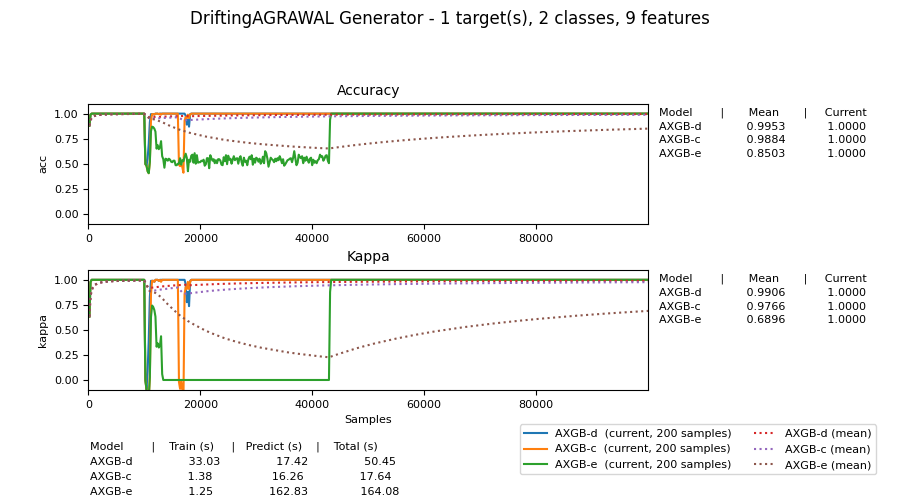 DriftingAGRAWAL Generator - 1 target(s), 2 classes, 9 features
Accuracy
acc
1.00
0.75
0.50
0.25
0.00
0 20000 40000 60000 80000
Model | Mean | Current
AXGB-d 0.9953 1.0000
AXGB-c 0.9884 1.0000
AXGB-e 0.8503 1.0000
Kappa
kappa
1.00
0.75
0.50
0.25
0.00
0 20000 40000 60000 80000
Samples
Model | Mean | Current
AXGB-d 0.9906 1.0000
AXGB-c 0.9766 1.0000
AXGB-e 0.6896 1.0000
Model | Train (s) | Predict (s) | Total (s)
AXGB-d 33.03 17.42 50.45
AXGB-c 1.38 16.26 17.64
AXGB-e 1.25 162.83 164.08
AXGB-d (current, 200 samples) AXGB-d (mean)
AXGB-c (current, 200 samples) AXGB-c (mean)
AXGB-e (current, 200 samples) AXGB-e (mean)